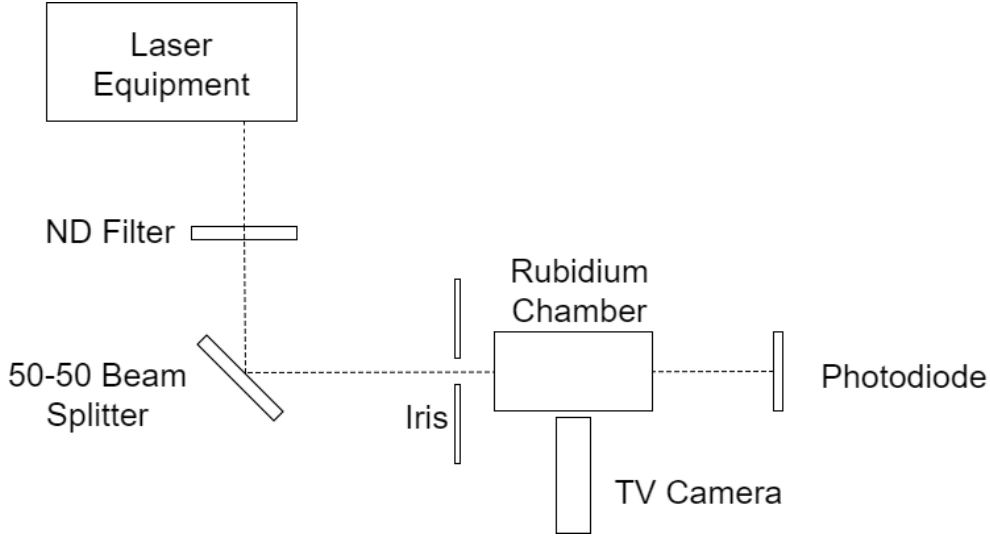 Laser
Equipment
ND Filter
Rubidium
Chamber
50-50 Beam
Splitter
Iris
Photodiode
TV Camera